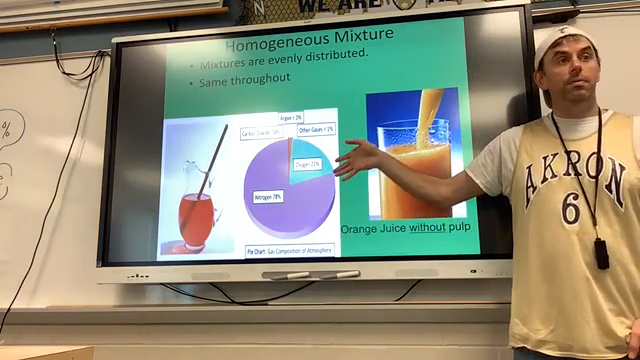 WE ARE
N
Homogeneous Mixture
• Mixtures are evenly distributed.
• Same throughout
Argon < 1%
Other Gases < 1%
Oxygen 21%
Nitrogen 78%
Pie Chart: Gas Composition of Atmosphere
Orange Juice without pulp
%
AKRON
6